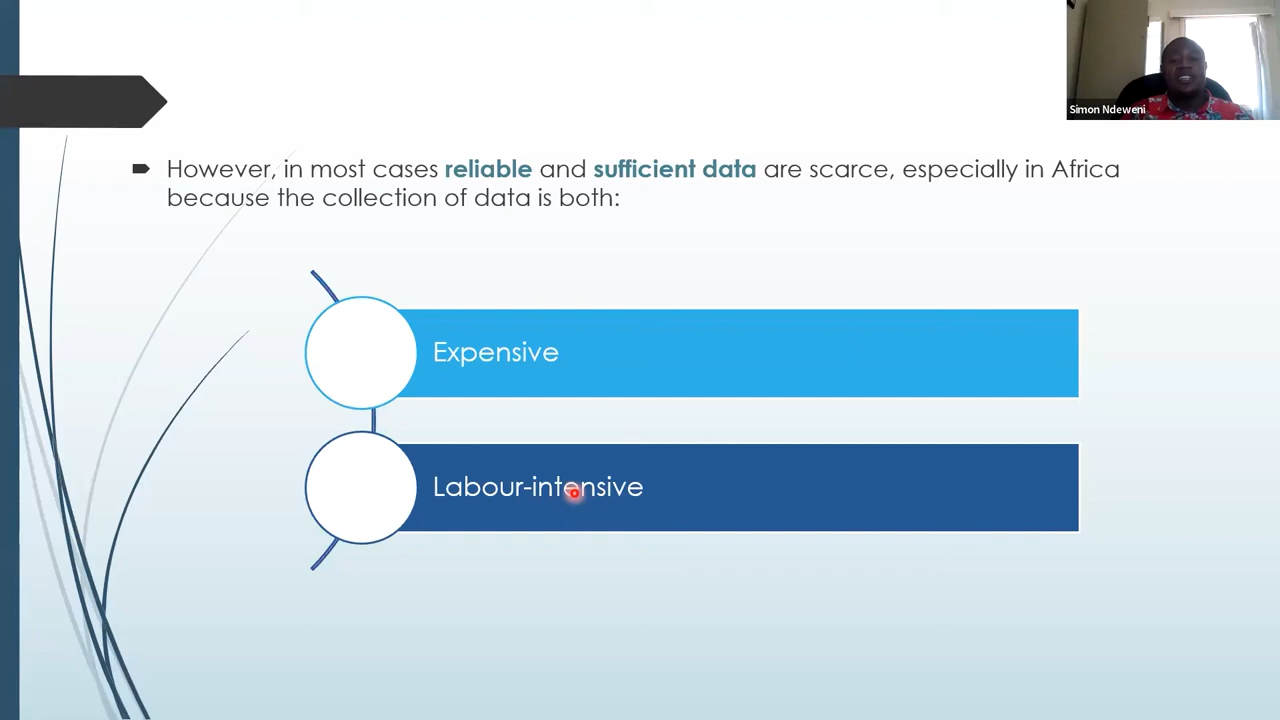 Simon Ndeweni
However, in most cases reliable and sufficient data are scarce, especially in Africa
because the collection of data is both:
Expensive
Labour-intensive